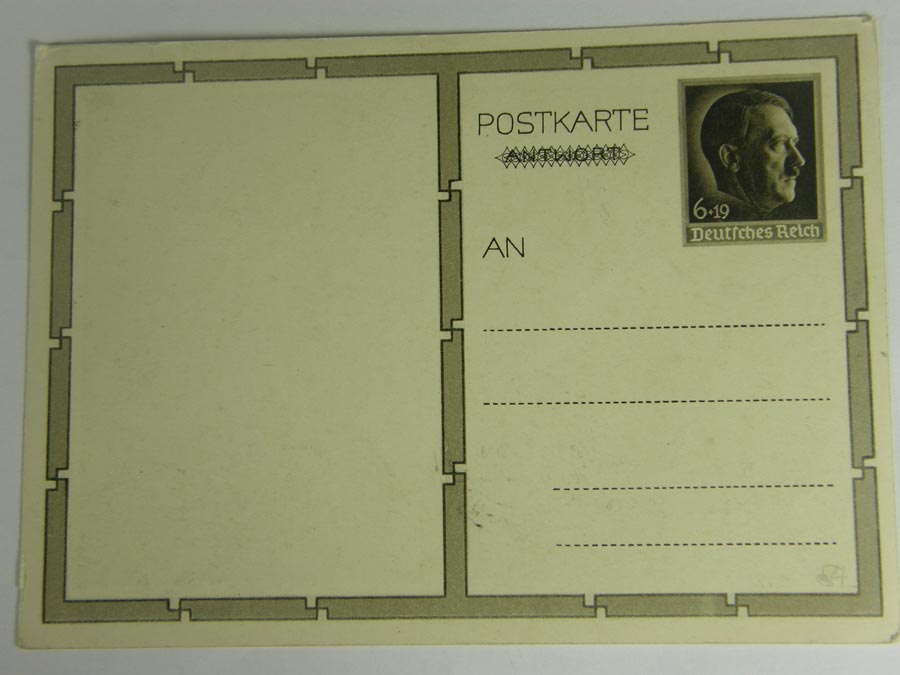 POSTKARTE
ANTWORT
AN
6+19
Deutsches Reich